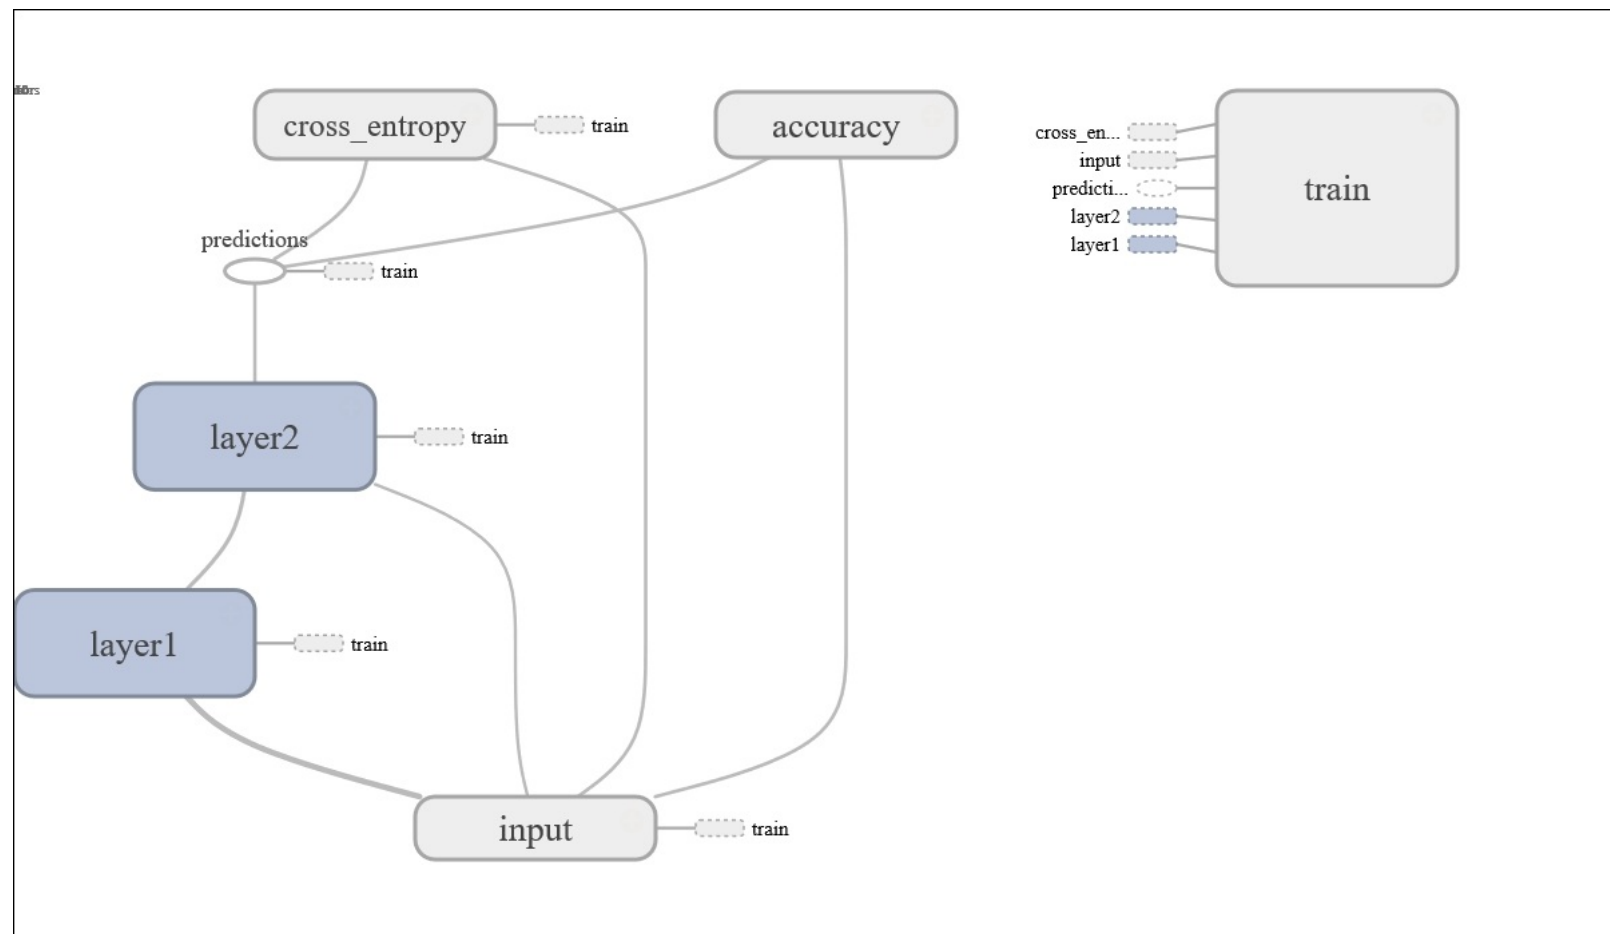 cross_entropy
train
accuracy
cross_en...
input
predicti...
layer2
layer1
train
predictions
train
layer2
train
layer1
train
input
train